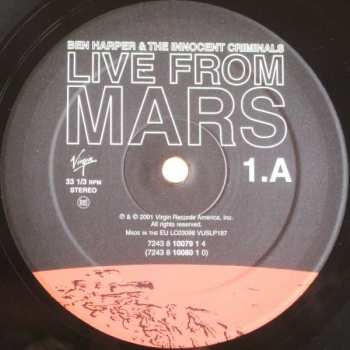 BEN HARPER & THE INNOCENT CRIMINALS
LIVE FROM
MARS
Virgin
1.A
33 1/3 RPM
STEREO
℗ & © 2001 Virgin Records America, Inc.
All rights reserved.
MADE IN THE EU LC03098 VUSLP187
7243 8 10079 1 4
(7243 8 10080 1 0)